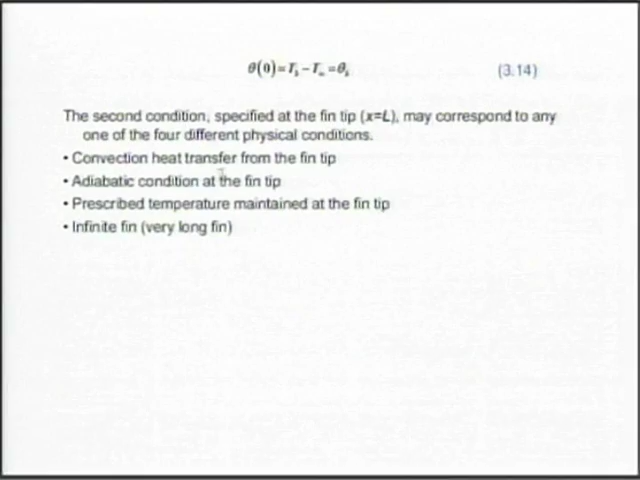 θ(0)=T_b−T_∞=θ_b (3.14)
The second condition, specified at the fin tip (x=L), may correspond to any
one of the four different physical conditions.
• Convection heat transfer from the fin tip
• Adiabatic condition at the fin tip
• Prescribed temperature maintained at the fin tip
• Infinite fin (very long fin)